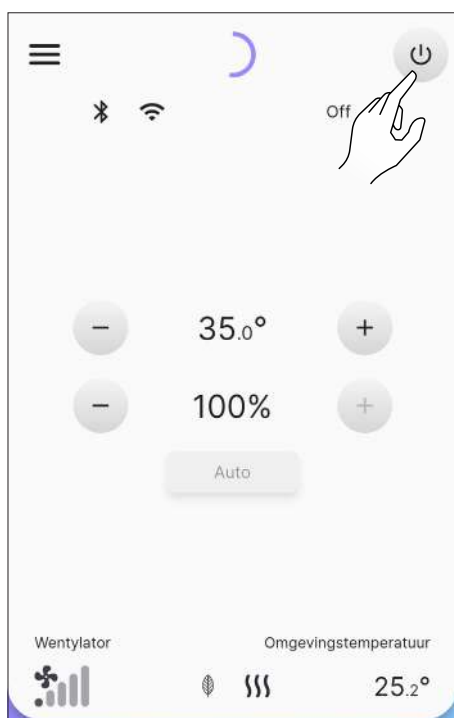 Off
35.0°
100%
Auto
Wentylator
Omgevingstemperatuur
25.2°